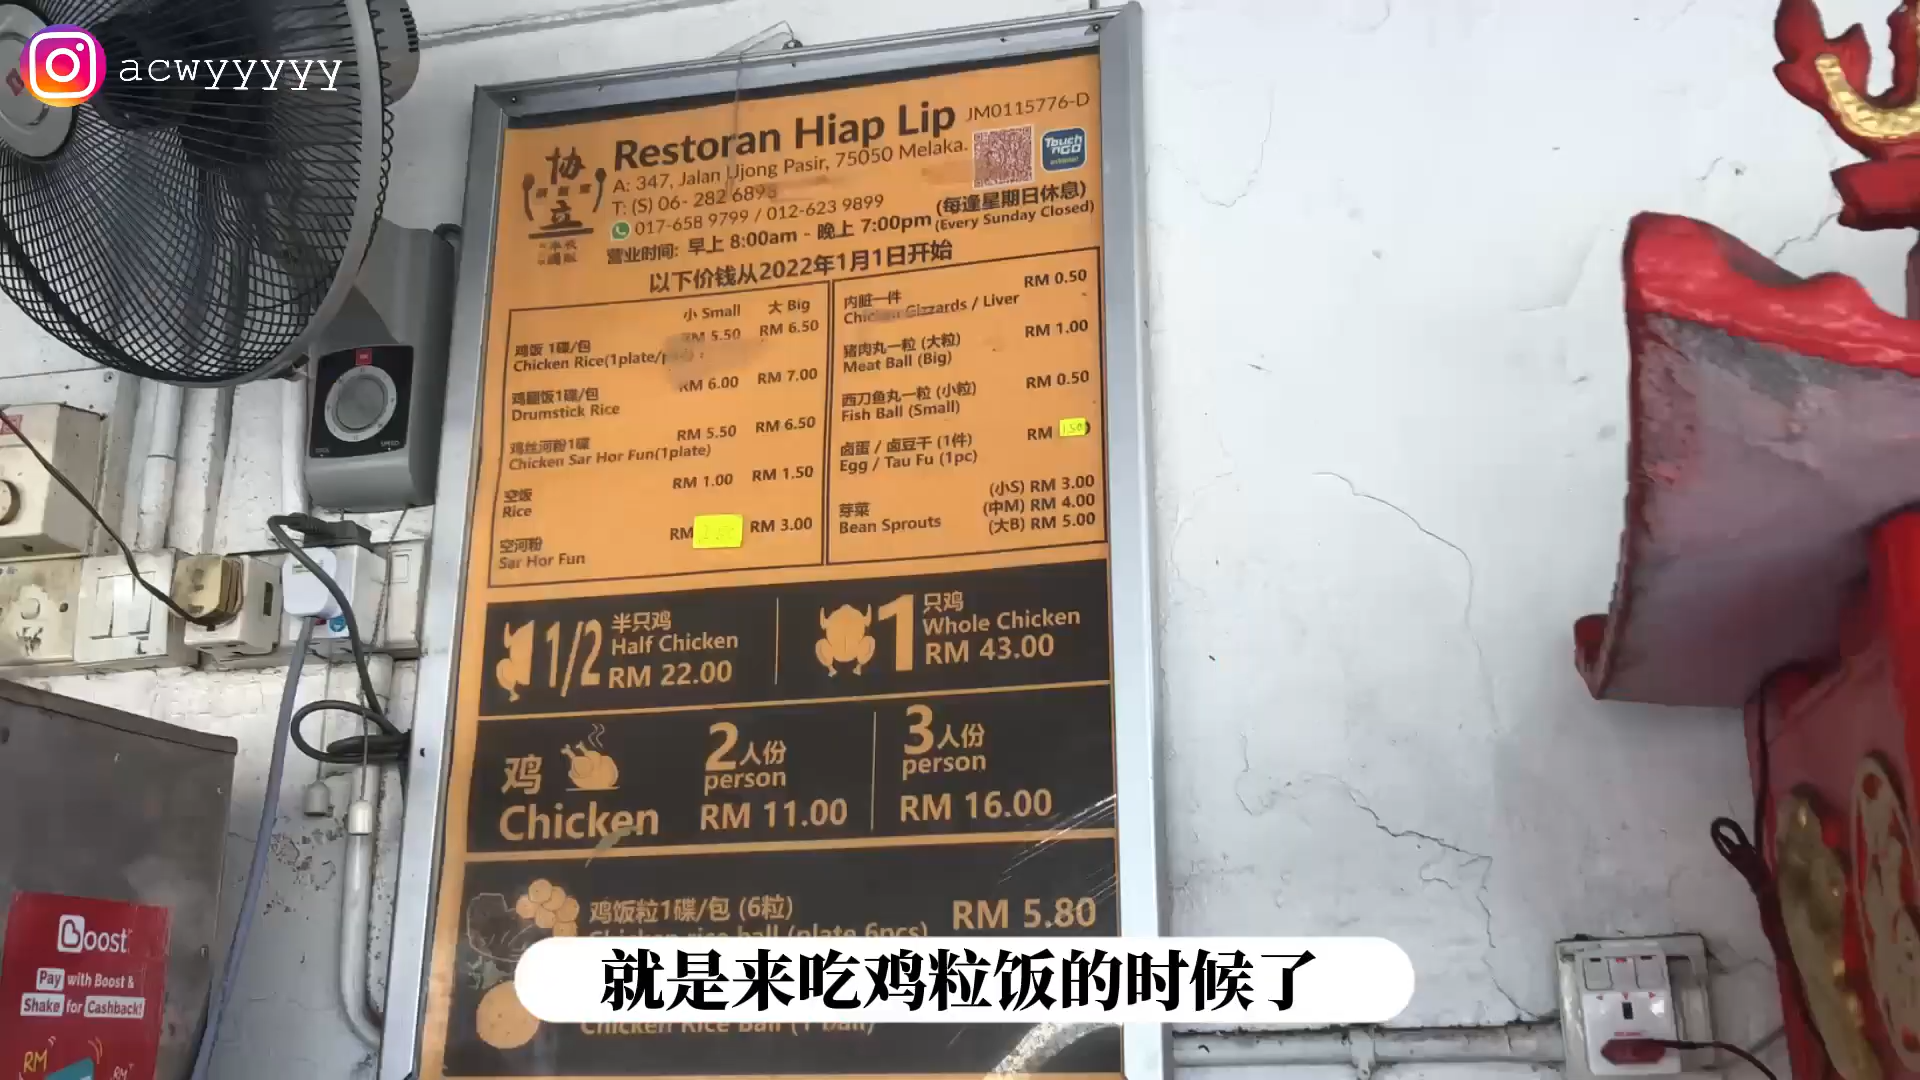 acwyyyyy
Restoran Hiap Lip JM0115776-D
A: 347, Jalan Ujong Pasir, 75050 Melaka.
T: (S) 06- 282 6893
017-658 9799 / 012-623 9899
营业时间: 早上 8:00am - 晚上 7:00pm
(每逢星期日休息)
(Every Sunday Closed)
Touch n GO
协
立
以下价钱从2022年1月1日开始
小 Small 大 Big
鸡饭 1碟/包 RM 5.50 RM 6.50
Chicken Rice(1plate/
鸡腿饭1碟/包 RM 6.00 RM 7.00
Drumstick Rice
鸡丝河粉1碟 RM 5.50 RM 6.50
Chicken Sar Hor Fun(1plate)
空饭 RM 1.00 RM 1.50
Rice
空河粉 RM RM 3.00
Sar Hor Fun
内脏一件 RM 0.50
Chicken Gizzards / Liver
猪肉丸一粒 (大粒) RM 1.00
Meat Ball (Big)
西刀鱼丸一粒 (小粒) RM 0.50
Fish Ball (Small)
卤蛋 / 卤豆干 (1件) RM 1.50
Egg / Tau Fu (1pc)
芽菜
Bean Sprouts
(小S) RM 3.00
(中M) RM 4.00
(大B) RM 5.00
1/2 半只鸡
Half Chicken
RM 22.00
1 只鸡
Whole Chicken
RM 43.00
鸡
Chicken
2人份
person
RM 11.00
3人份
person
RM 16.00
鸡饭粒1碟/包 (6粒) RM 5.80
Chicken rice ball (plate 6pcs)
就是来吃鸡粒饭的时候了
Chicken Rice Ball (1 ball)
Boost
Pay with Boost &
Shake for Cashback!
RM
RM